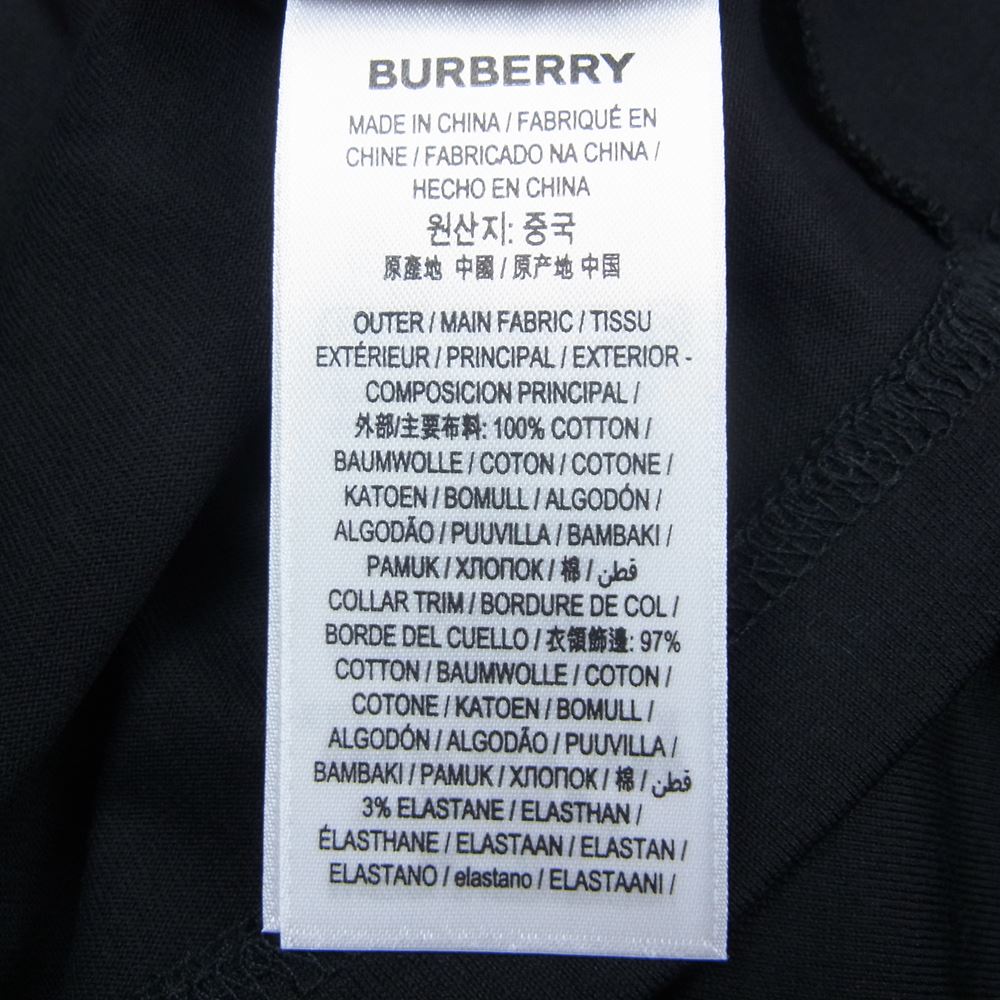 BURBERRY
MADE IN CHINA / FABRIQUÉ EN
CHINE / FABRICADO NA CHINA /
HECHO EN CHINA
원산지: 중국
原產地 中國 / 原产地 中国
OUTER / MAIN FABRIC / TISSU
EXTÉRIEUR / PRINCIPAL / EXTERIOR -
COMPOSICION PRINCIPAL /
外部/主要布料: 100% COTTON /
BAUMWOLLE / COTON / COTONE /
KATOEN / BOMULL / ALGODÓN /
ALGODÃO / PUUVILLA / BAMBAKI /
PAMUK / ХЛОПОК / 棉 / قطن
COLLAR TRIM / BORDURE DE COL /
BORDE DEL CUELLO / 衣領飾邊: 97%
COTTON / BAUMWOLLE / COTON /
COTONE / KATOEN / BOMULL /
ALGODÓN / ALGODÃO / PUUVILLA /
BAMBAKI / PAMUK / ХЛОПОК / 棉 / قطن
3% ELASTANE / ELASTHAN /
ÉLASTHANE / ELASTAAN / ELASTAN /
ELASTANO / elastano / ELASTAANI /